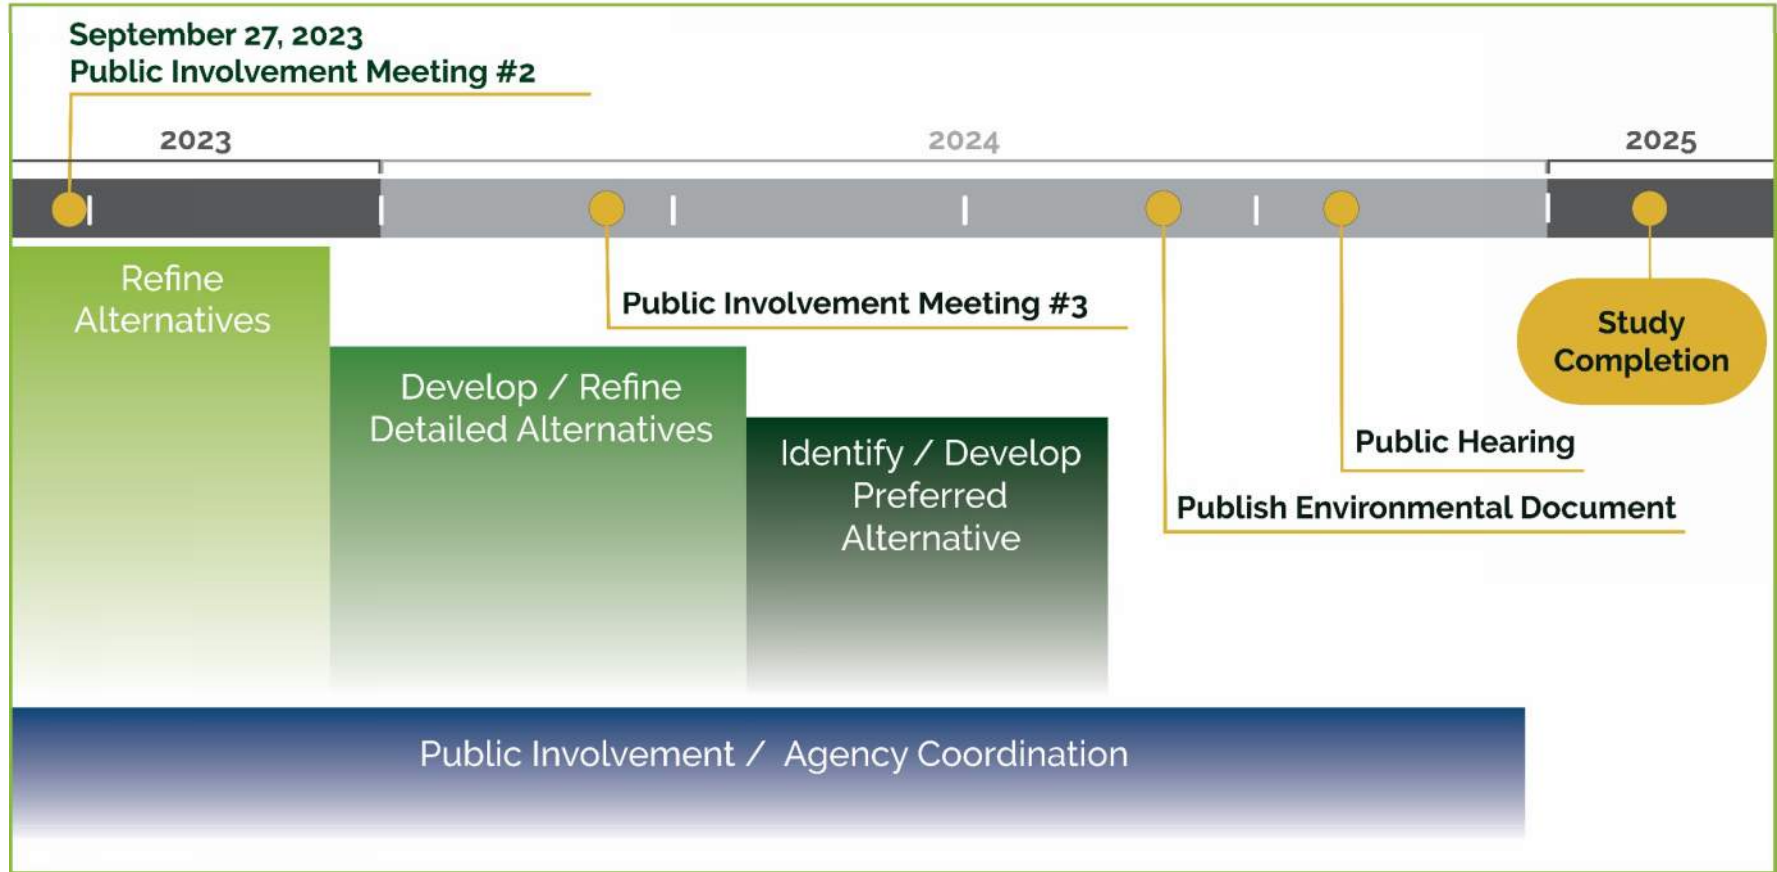 September 27, 2023
Public Involvement Meeting #2
2023
2024
2025
Refine
Alternatives
Public Involvement Meeting #3
Study
Completion
Develop / Refine
Detailed Alternatives
Identify / Develop
Preferred
Alternative
Public Hearing
Publish Environmental Document
Public Involvement / Agency Coordination